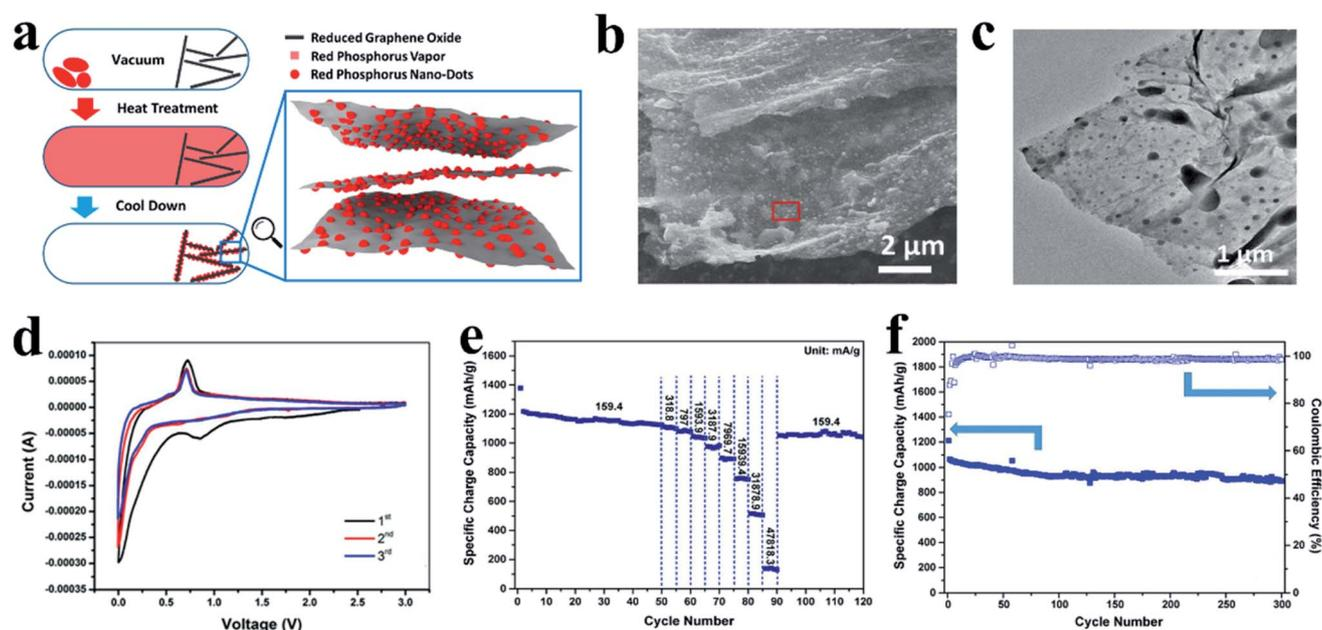 a
Vacuum
Heat Treatment
Cool Down
Reduced Graphene Oxide
Red Phosphorus Vapor
Red Phosphorus Nano-Dots
b
2 μm
c
1 μm
d
Current (A)
0.00010
0.00005
0.00000
-0.00005
-0.00010
-0.00015
-0.00020
-0.00025
-0.00030
-0.00035
1st
2nd
3rd
0.0 0.5 1.0 1.5 2.0 2.5 3.0
Voltage (V)
e
Specific Charge Capacity (mAh/g)
1600
1400
1200
1000
800
600
400
200
0
Unit: mA/g
159.4
318.8
797
1593.9
3187.9
7969.7
15939.4
31878.9
47818.3
159.4
0 10 20 30 40 50 60 70 80 90 100 110 120
Cycle Number
f
Specific Charge Capacity (mAh/g)
2000
1800
1600
1400
1200
1000
800
600
400
200
0
100
80
60
40
20
0
Coulombic Efficiency (%)
0 50 100 150 200 250 300
Cycle Number